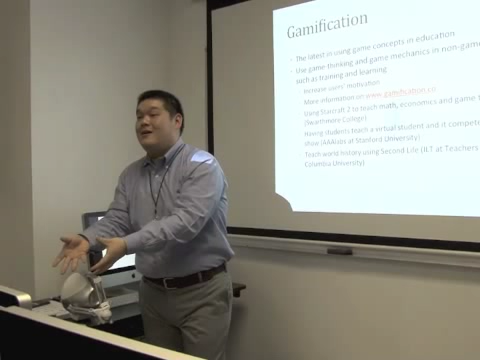 Gamification
The latest in using game concepts in education
Use game thinking and game mechanics in non-game
such as training and learning
Increase users' motivation
More information on www.gamification.co
Using Starcraft 2 to teach math, economics and game t
(Swarthmore College)
Having students teach a virtual student and it compete
show (AAALabs at Stanford University)
Teach world history using Second Life (ILT at Teachers
Columbia University)